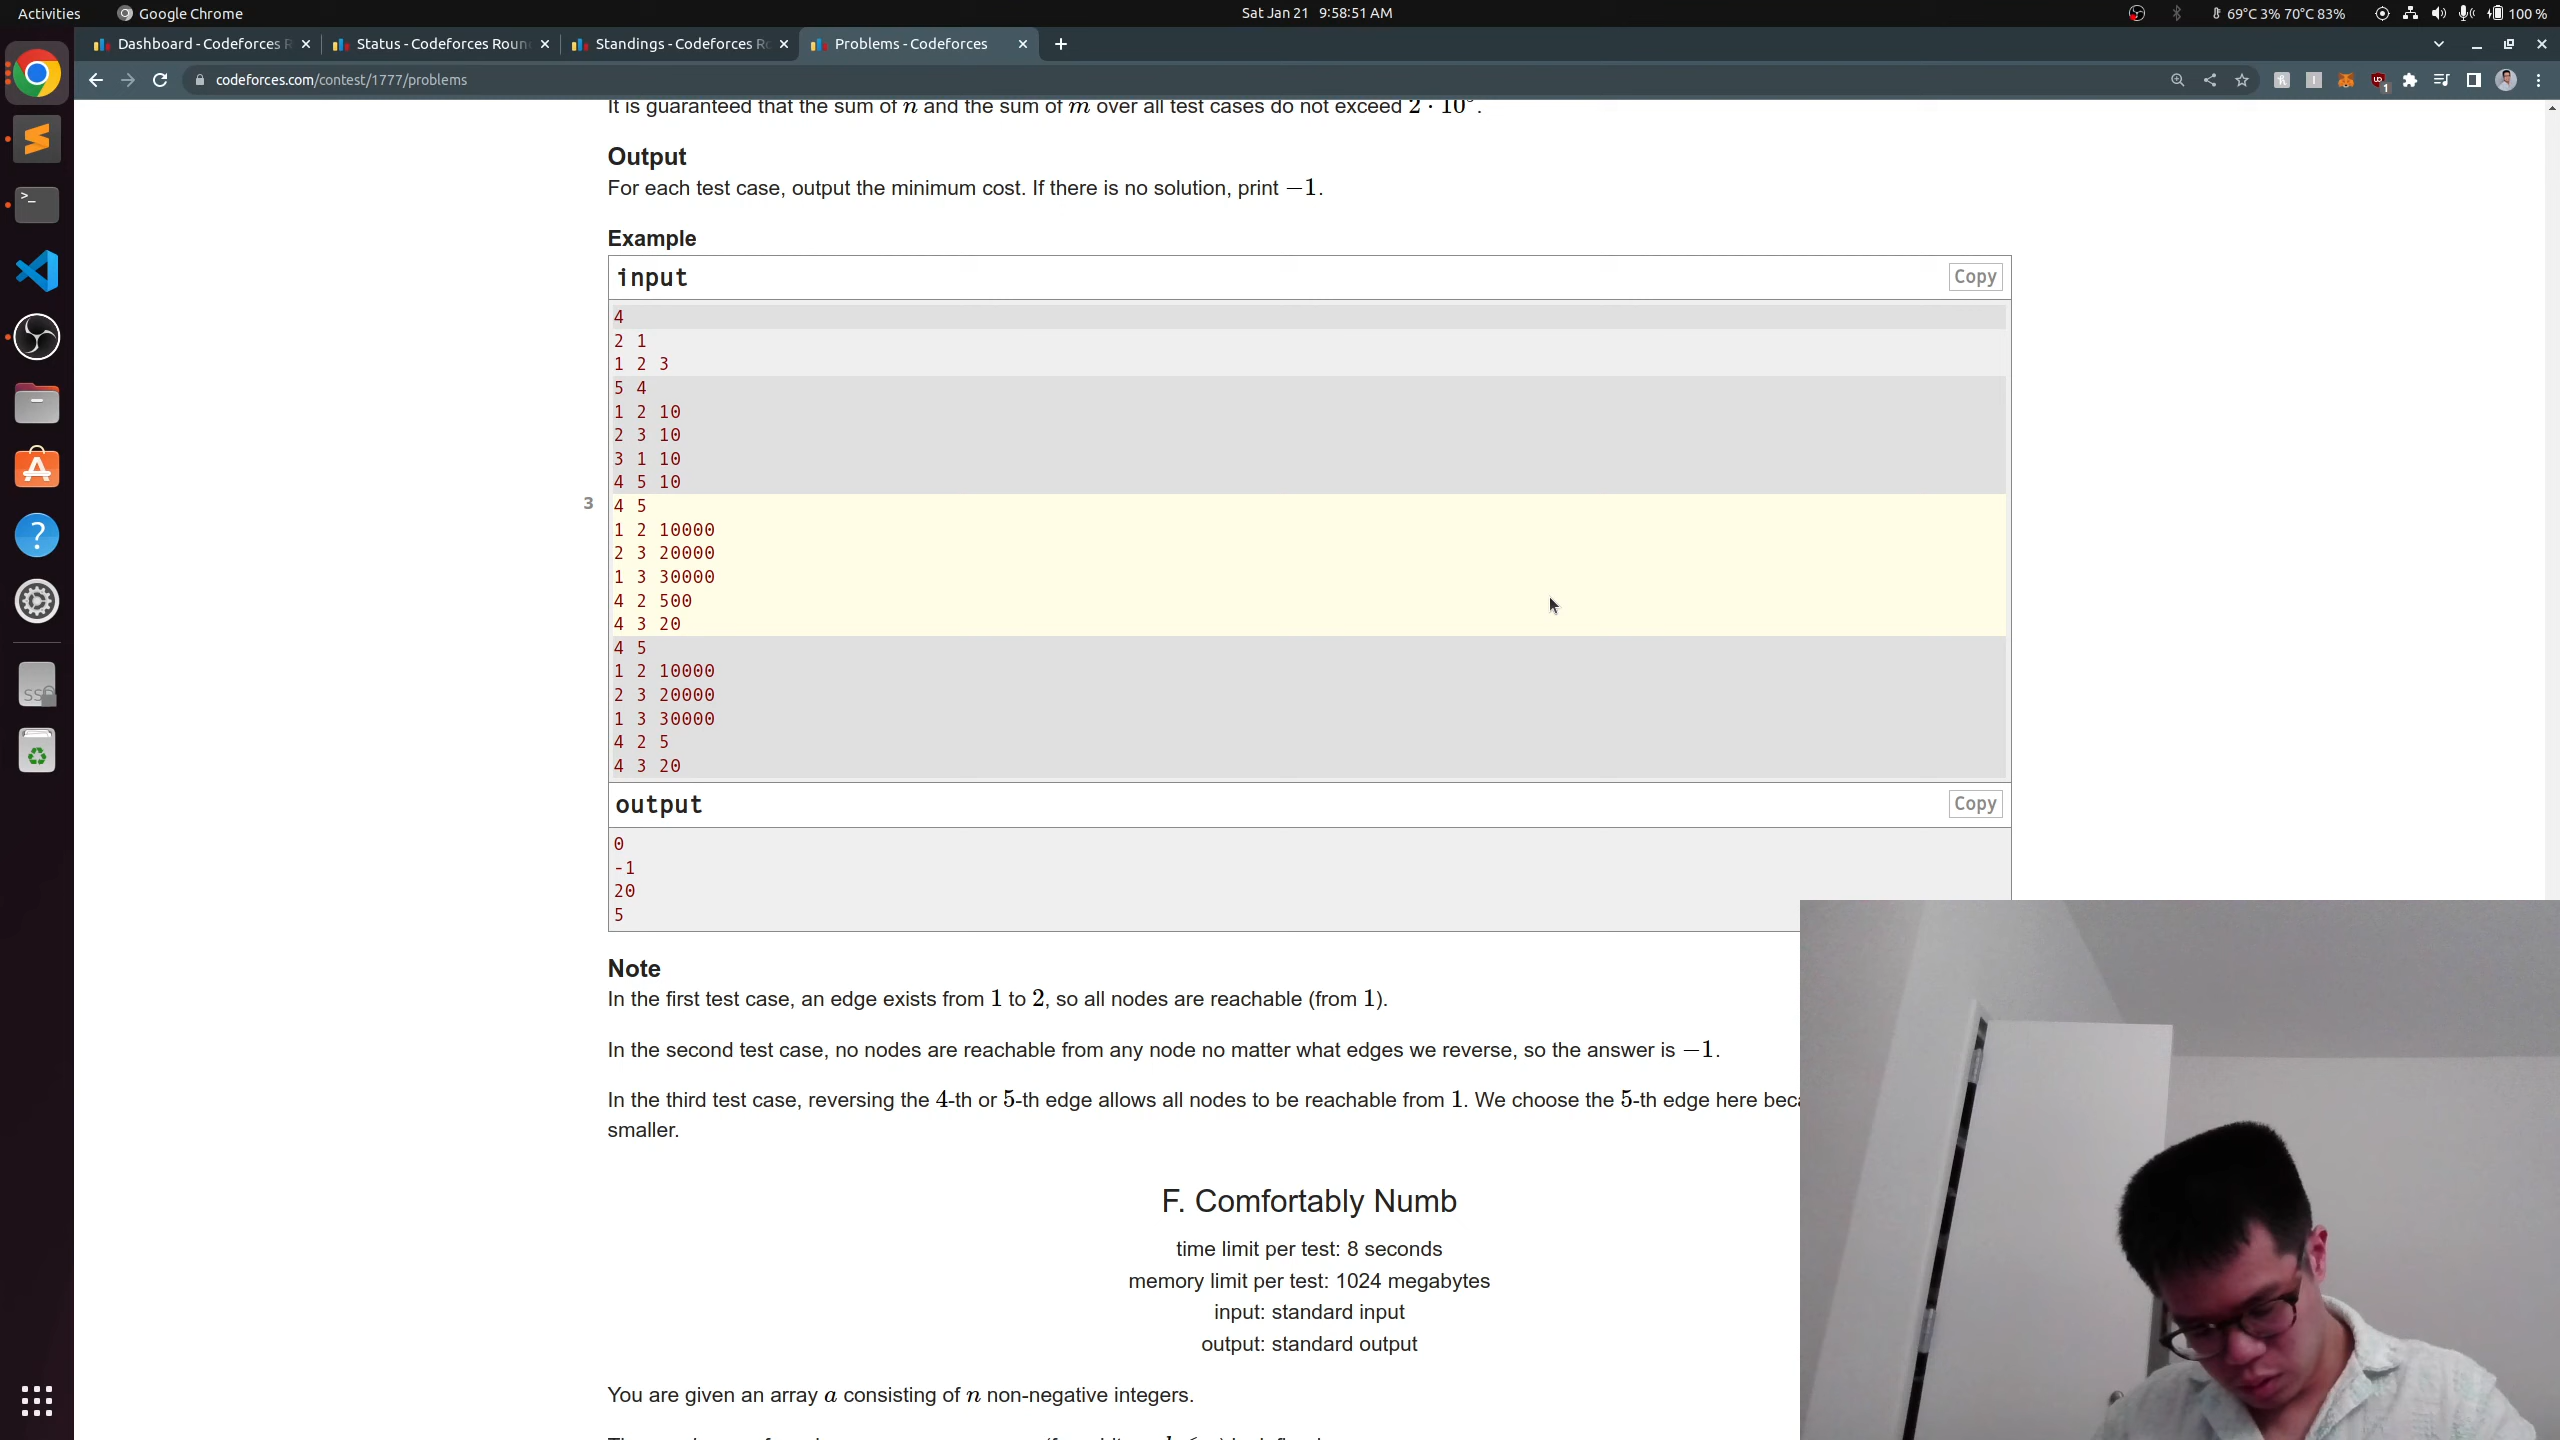 Activities Google Chrome Sat Jan 21 9:58:51 AM 69°C 3% 70°C 83% 100 %
Dashboard - Codeforces R Status - Codeforces Roun Standings - Codeforces Ro Problems - Codeforces
codeforces.com/contest/1777/problems
It is guaranteed that the sum of n and the sum of m over all test cases do not exceed 2 · 10
Output
For each test case, output the minimum cost. If there is no solution, print −1.
Example
input Copy
4
2 1
1 2 3
5 4
1 2 10
2 3 10
3 1 10
4 5 10
3 4 5
1 2 10000
2 3 20000
1 3 30000
4 2 500
4 3 20
4 5
1 2 10000
2 3 20000
1 3 30000
4 2 5
4 3 20
output Copy
0
-1
20
5
Note
In the first test case, an edge exists from 1 to 2, so all nodes are reachable (from 1).
In the second test case, no nodes are reachable from any node no matter what edges we reverse, so the answer is −1.
In the third test case, reversing the 4-th or 5-th edge allows all nodes to be reachable from 1. We choose the 5-th edge here beca
smaller.
F. Comfortably Numb
time limit per test: 8 seconds
memory limit per test: 1024 megabytes
input: standard input
output: standard output
You are given an array a consisting of n non-negative integers.